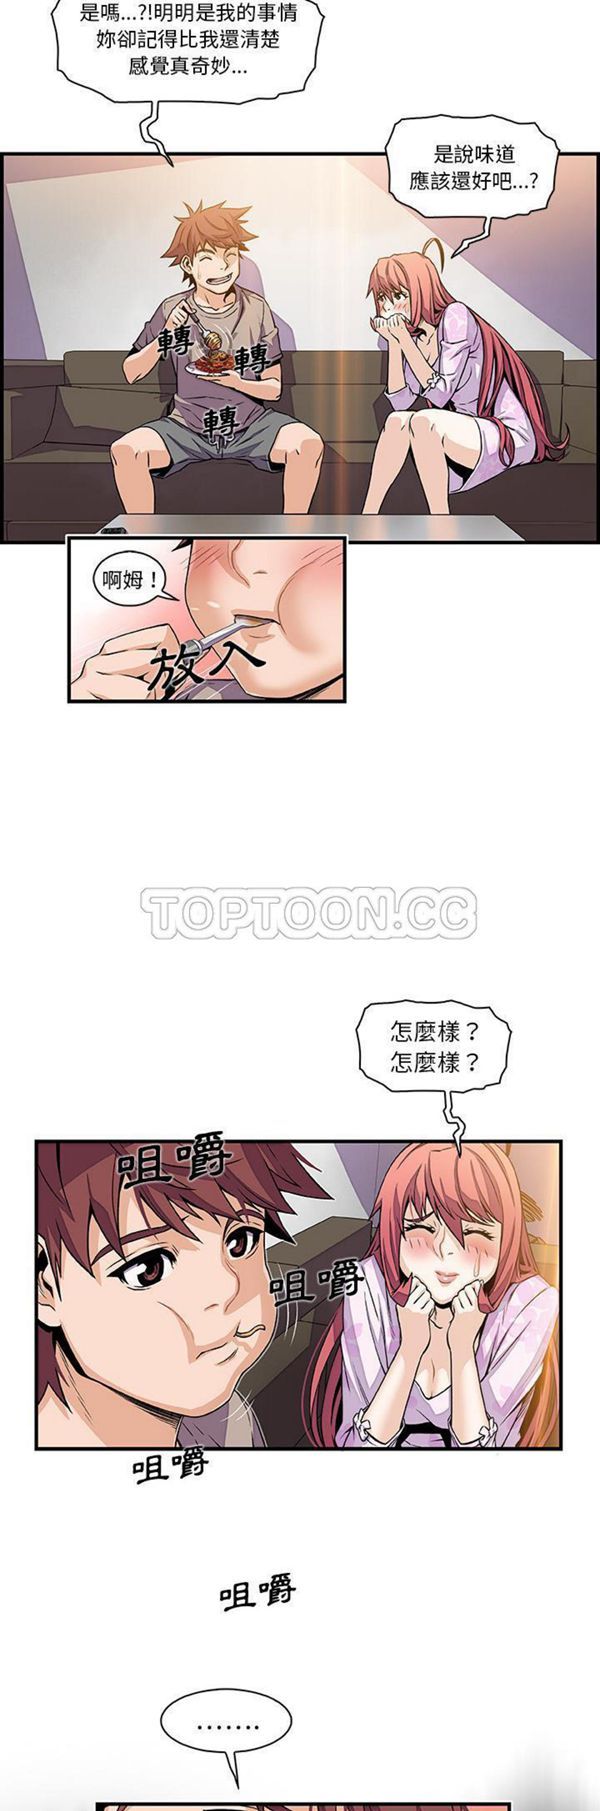 是嗎...?!明明是我的事情
妳卻記得比我還清楚
感覺真奇妙...
是說味道
應該還好吧...?
轉
轉
轉
啊姆！
放入
TOPTOON.CC
怎麼樣？
怎麼樣？
咀嚼
咀嚼
咀嚼
咀嚼
.......